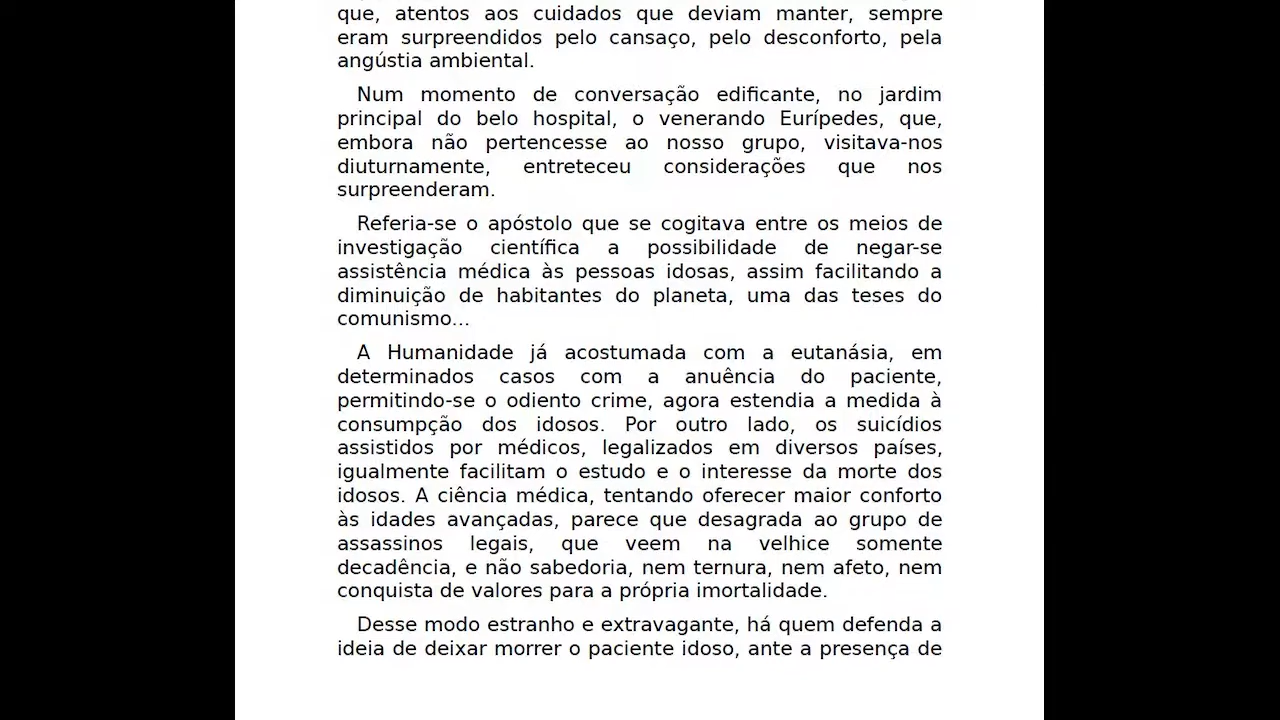 que, atentos aos cuidados que deviam manter, sempre
eram surpreendidos pelo cansaço, pelo desconforto, pela
angústia ambiental.
Num momento de conversação edificante, no jardim
principal do belo hospital, o venerando Eurípedes, que,
embora não pertencesse ao nosso grupo, visitava-nos
diuturnamente, entreteceu considerações que nos
surpreenderam.
Referia-se o apóstolo que se cogitava entre os meios de
investigação científica a possibilidade de negar-se
assistência médica às pessoas idosas, assim facilitando a
diminuição de habitantes do planeta, uma das teses do
comunismo...
A Humanidade já acostumada com a eutanásia, em
determinados casos com a anuência do paciente,
permitindo-se o odiento crime, agora estendia a medida à
consumpção dos idosos. Por outro lado, os suicídios
assistidos por médicos, legalizados em diversos países,
igualmente facilitam o estudo e o interesse da morte dos
idosos. A ciência médica, tentando oferecer maior conforto
às idades avançadas, parece que desagrada ao grupo de
assassinos legais, que veem na velhice somente
decadência, e não sabedoria, nem ternura, nem afeto, nem
conquista de valores para a própria imortalidade.
Desse modo estranho e extravagante, há quem defenda a
ideia de deixar morrer o paciente idoso, ante a presença de